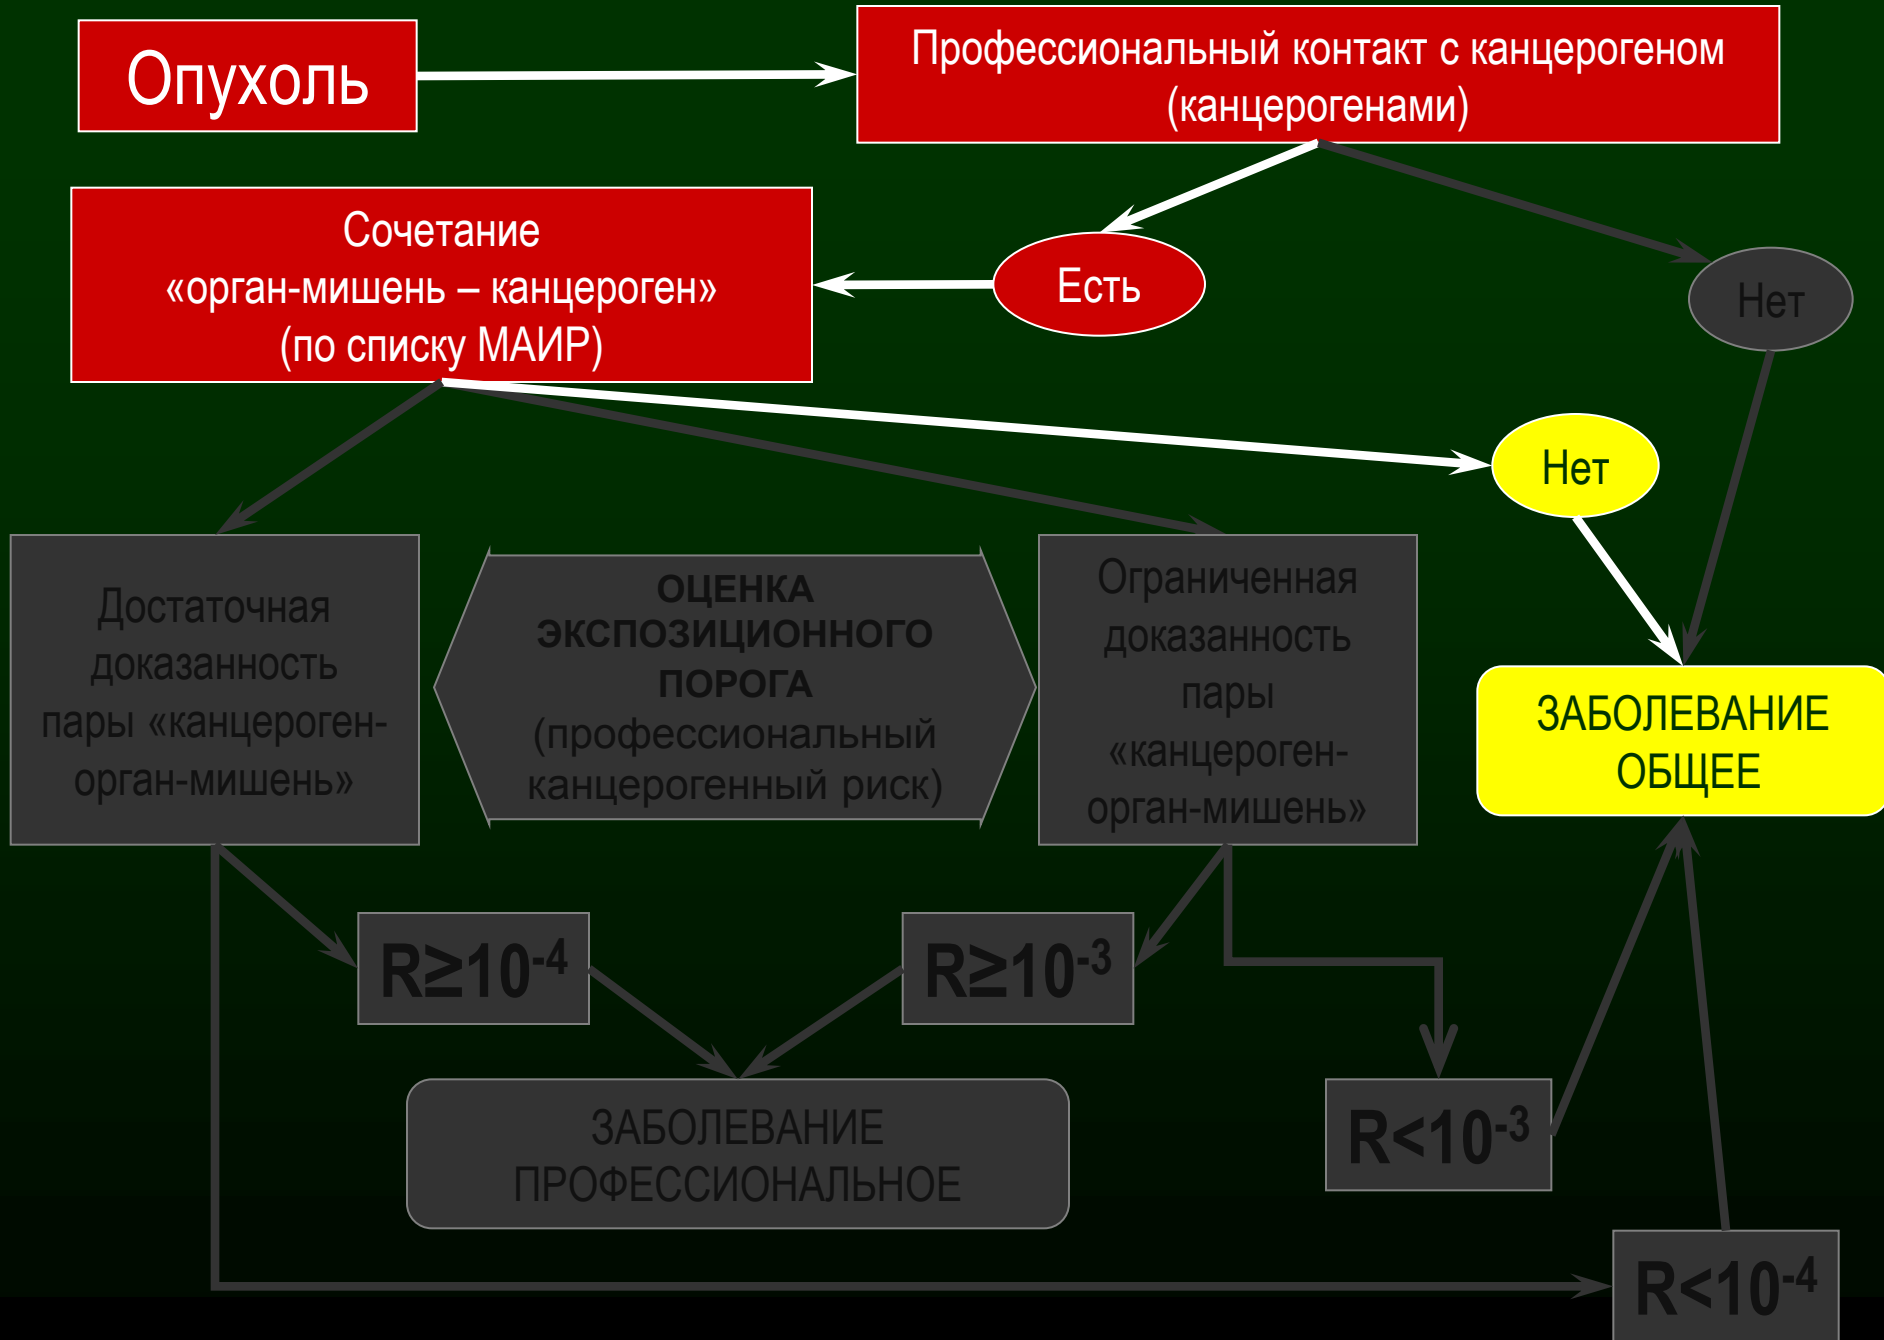 Опухоль
Профессиональный контакт с канцерогеном
(канцерогенами)
Сочетание
«орган-мишень – канцероген»
(по списку МАИР)
Есть
Нет
Нет
Достаточная
доказанность
пары «канцероген-
орган-мишень»
ОЦЕНКА
ЭКСПОЗИЦИОННОГО
ПОРОГА
(профессиональный
канцерогенный риск)
Ограниченная
доказанность
пары
«канцероген-
орган-мишень»
ЗАБОЛЕВАНИЕ
ОБЩЕЕ
R≥10⁻⁴
R≥10⁻³
ЗАБОЛЕВАНИЕ
ПРОФЕССИОНАЛЬНОЕ
R<10⁻³
R<10⁻⁴